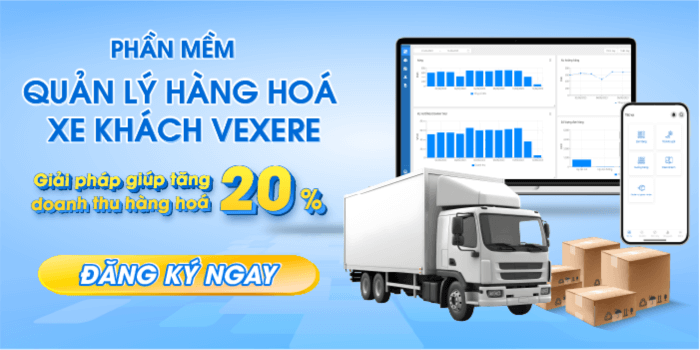 PHẦN MỀM
QUẢN LÝ HÀNG HOÁ
XE KHÁCH VEXERE
Giải pháp giúp tăng
doanh thu hàng hoá
20%
ĐĂNG KÝ NGAY